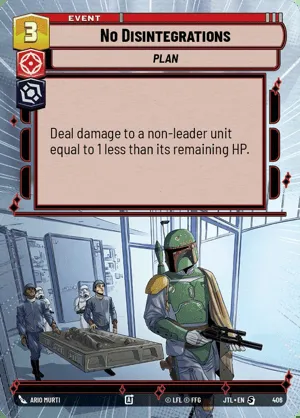 EVENT
3
NO DISINTEGRATIONS
PLAN
Deal damage to a non-leader unit
equal to 1 less than its remaining HP.
ARIO MURTI
© LFL © FFG
JTL • EN
406